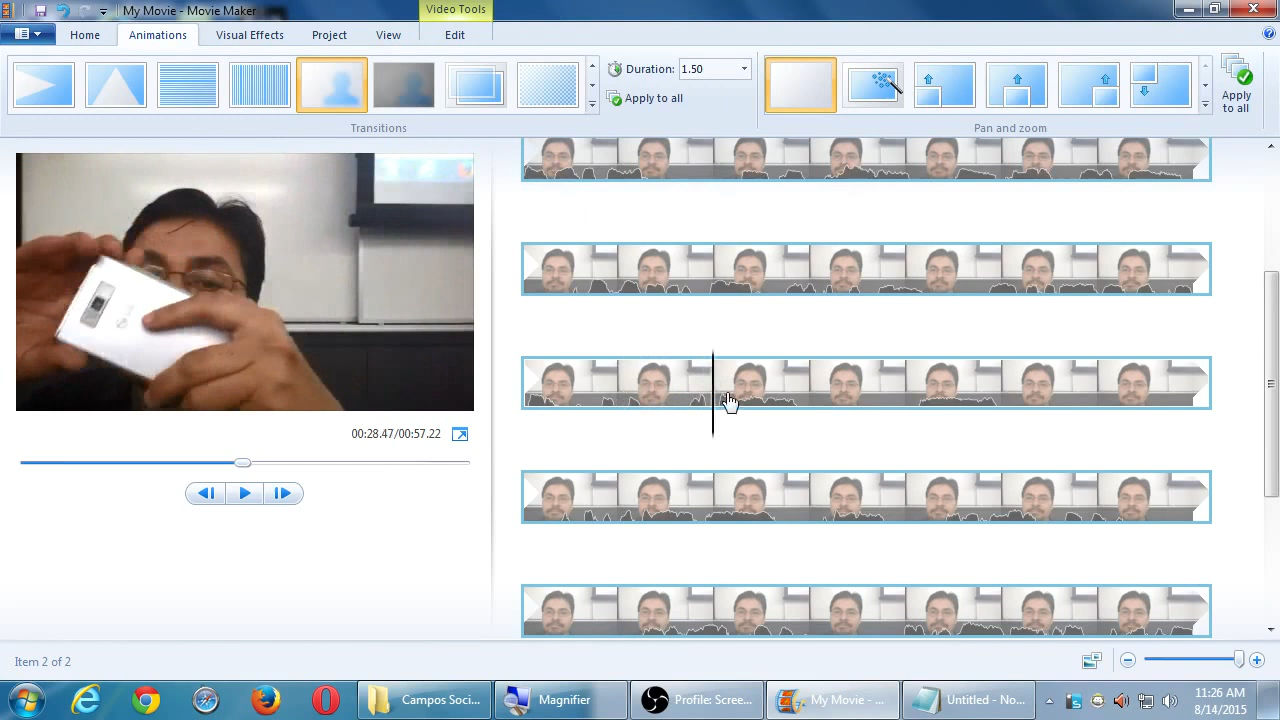 My Movie - Movie Maker
Video Tools
Home
Animations
Visual Effects
Project
View
Edit
Duration: 1.50
Apply to all
Apply to all
Transitions
Pan and zoom
00:28.47/00:57.22
Item 2 of 2
Campos Soci...
Magnifier
Profile: Scree...
My Movie - ...
Untitled - No...
11:26 AM
8/14/2015